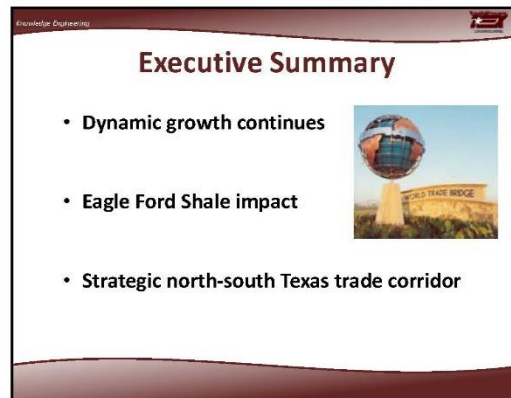 Knowledge Engineering
Executive Summary
• Dynamic growth continues
• Eagle Ford Shale impact
WORLD TRADE BRIDGE
• Strategic north-south Texas trade corridor